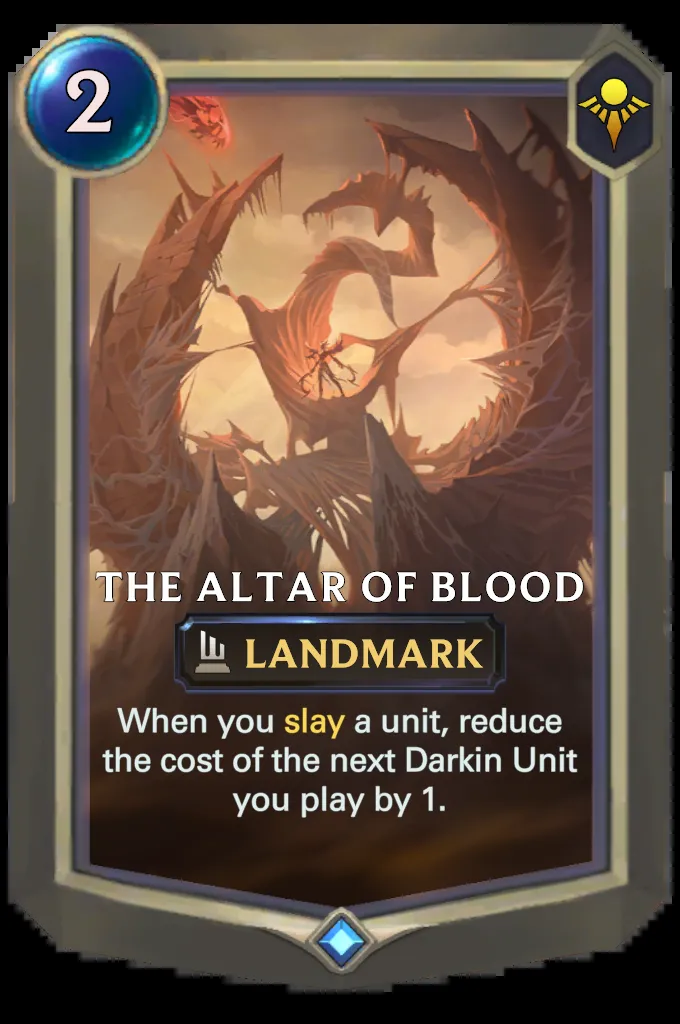 2
THE ALTAR OF BLOOD
LANDMARK
When you slay a unit, reduce
the cost of the next Darkin Unit
you play by 1.